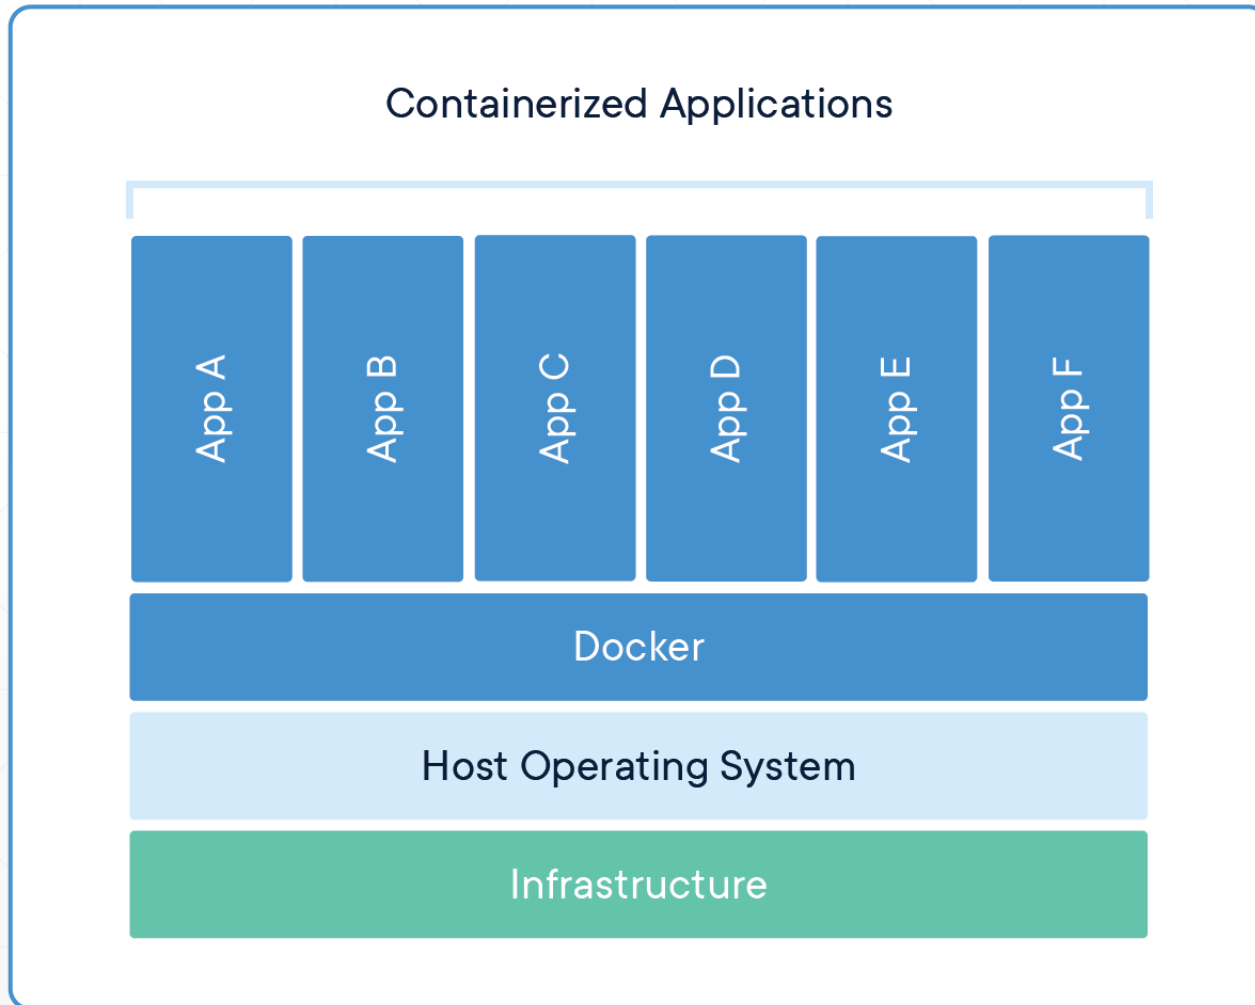 Containerized Applications
App A
App B
App C
App D
App E
App F
Docker
Host Operating System
Infrastructure